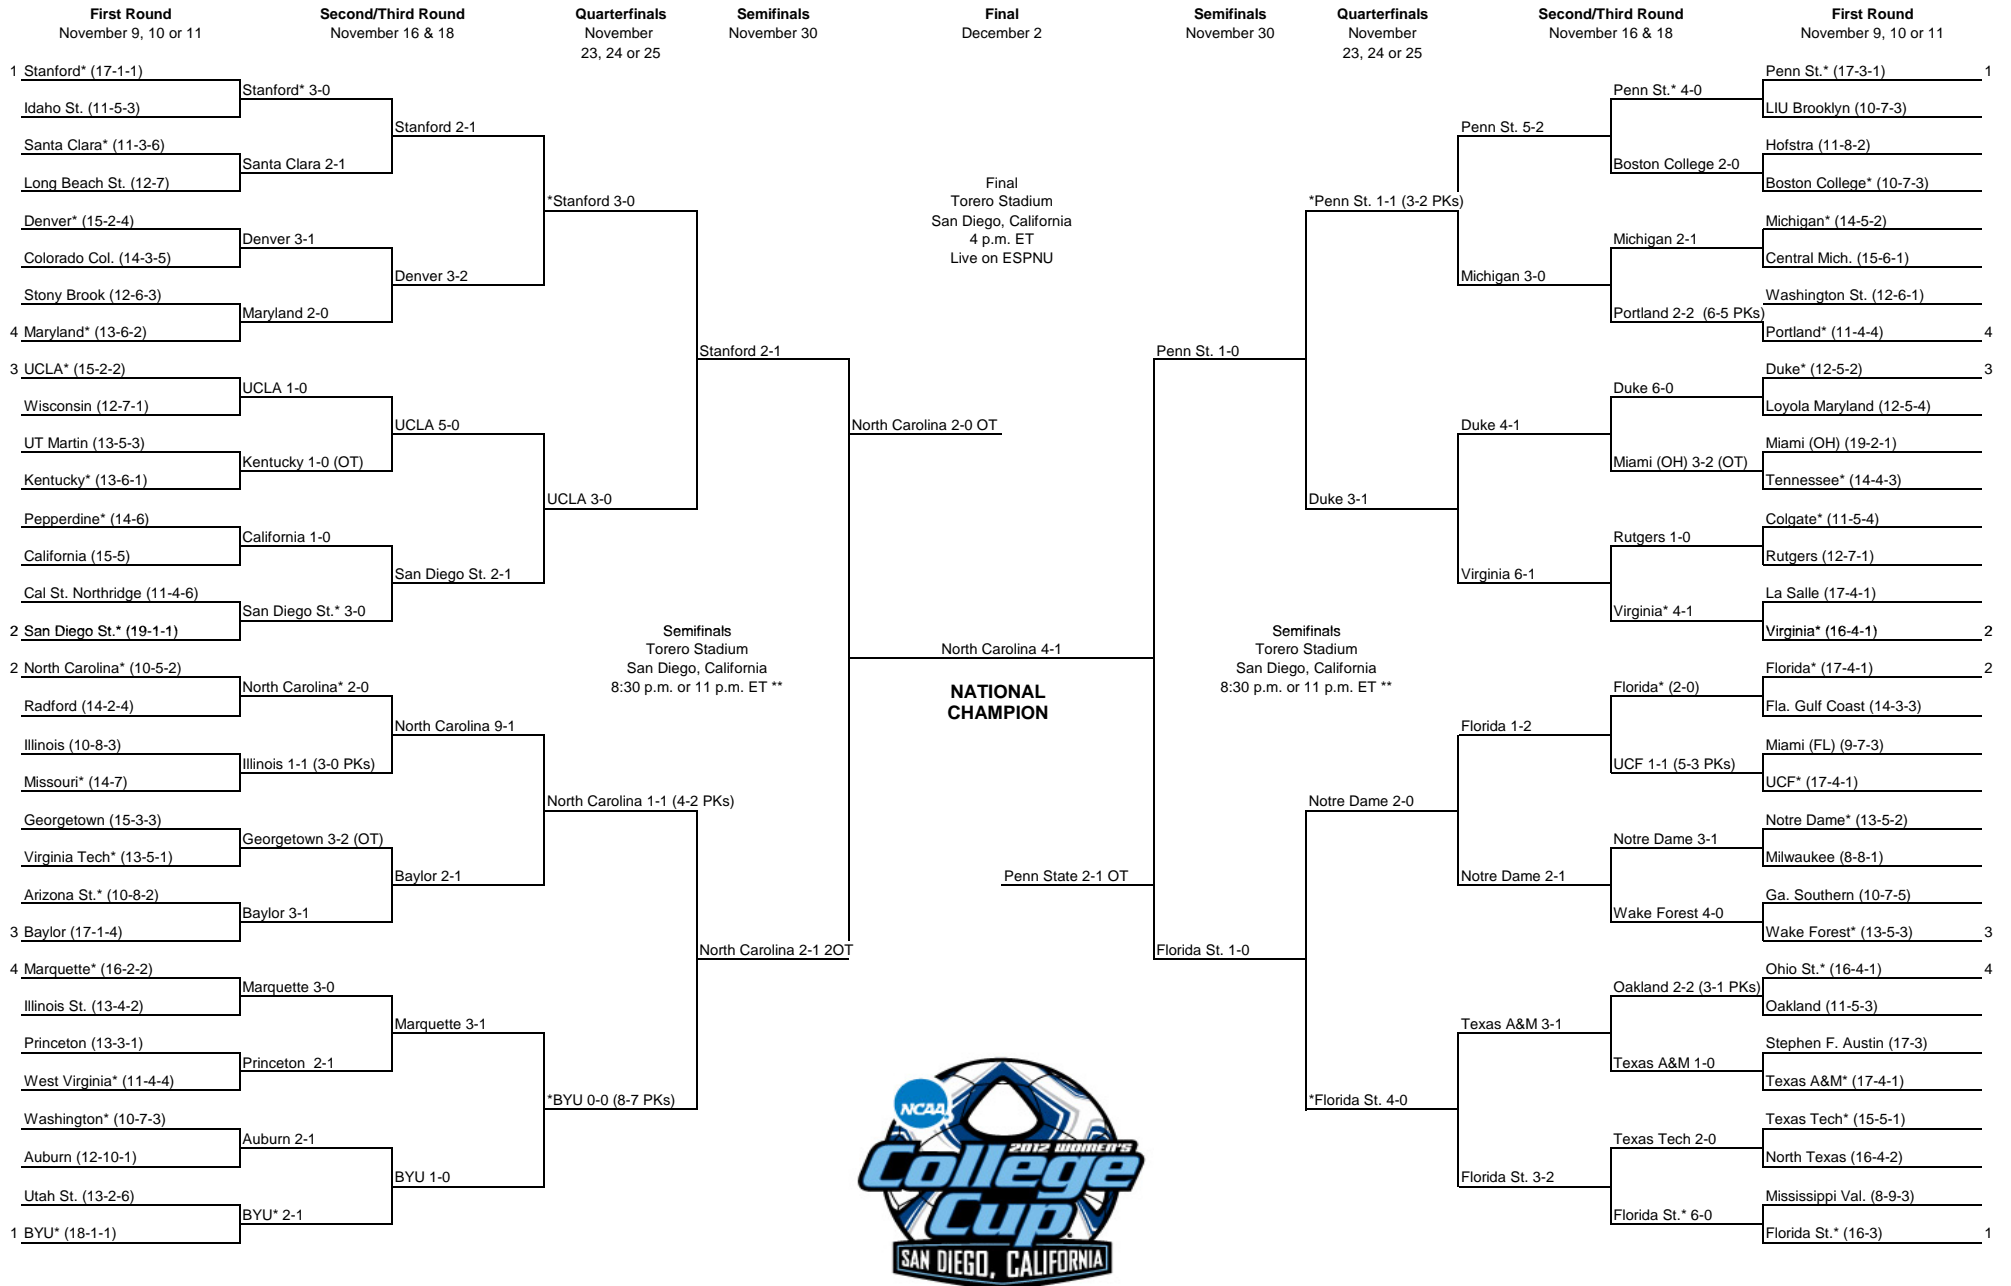 First Round
November 9, 10 or 11
Second/Third Round
November 16 & 18
Quarterfinals
November
23, 24 or 25
Semifinals
November 30
Final
December 2
Semifinals
November 30
Quarterfinals
November
23, 24 or 25
Second/Third Round
November 16 & 18
First Round
November 9, 10 or 11
1 Stanford* (17-1-1)
Idaho St. (11-5-3)
Santa Clara* (11-3-6)
Long Beach St. (12-7)
Denver* (15-2-4)
Colorado Col. (14-3-5)
Stony Brook (12-6-3)
4 Maryland* (13-6-2)
3 UCLA* (15-2-2)
Wisconsin (12-7-1)
UT Martin (13-5-3)
Kentucky* (13-6-1)
Pepperdine* (14-6)
California (15-5)
Cal St. Northridge (11-4-6)
2 San Diego St.* (19-1-1)
2 North Carolina* (10-5-2)
Radford (14-2-4)
Illinois (10-8-3)
Missouri* (14-7)
Georgetown (15-3-3)
Virginia Tech* (13-5-1)
Arizona St.* (10-8-2)
3 Baylor (17-1-4)
4 Marquette* (16-2-2)
Illinois St. (13-4-2)
Princeton (13-3-1)
West Virginia* (11-4-4)
Washington* (10-7-3)
Auburn (12-10-1)
Utah St. (13-2-6)
1 BYU* (18-1-1)
Stanford* 3-0
Santa Clara 2-1
Denver 3-1
Maryland 2-0
UCLA 1-0
Kentucky 1-0 (OT)
California 1-0
San Diego St.* 3-0
North Carolina* 2-0
Illinois 1-1 (3-0 PKs)
Georgetown 3-2 (OT)
Baylor 3-1
Marquette 3-0
Princeton 2-1
Auburn 2-1
BYU* 2-1
Stanford 2-1
Denver 3-2
UCLA 5-0
San Diego St. 2-1
North Carolina 9-1
Baylor 2-1
Marquette 3-1
BYU 1-0
*Stanford 3-0
UCLA 3-0
North Carolina 1-1 (4-2 PKs)
*BYU 0-0 (8-7 PKs)
Semifinals
Torero Stadium
San Diego, California
8:30 p.m. or 11 p.m. ET **
Stanford 2-1
North Carolina 2-1 2OT
North Carolina 2-0 OT
Final
Torero Stadium
San Diego, California
4 p.m. ET
Live on ESPNU
North Carolina 4-1
NATIONAL
CHAMPION
Penn State 2-1 OT
NCAA
2012 WOMEN'S
College
Cup
SAN DIEGO, CALIFORNIA
Penn St. 1-0
Florida St. 1-0
Semifinals
Torero Stadium
San Diego, California
8:30 p.m. or 11 p.m. ET **
*Penn St. 1-1 (3-2 PKs)
Duke 3-1
Notre Dame 2-0
*Florida St. 4-0
Penn St. 5-2
Michigan 3-0
Duke 4-1
Virginia 6-1
Florida 1-2
Notre Dame 2-1
Texas A&M 3-1
Florida St. 3-2
Penn St.* 4-0
Boston College 2-0
Michigan 2-1
Portland 2-2 (6-5 PKs)
Duke 6-0
Miami (OH) 3-2 (OT)
Rutgers 1-0
Virginia* 4-1
Florida* (2-0)
UCF 1-1 (5-3 PKs)
Notre Dame 3-1
Wake Forest 4-0
Oakland 2-2 (3-1 PKs)
Texas A&M 1-0
Texas Tech 2-0
Florida St.* 6-0
Penn St.* (17-3-1) 1
LIU Brooklyn (10-7-3)
Hofstra (11-8-2)
Boston College* (10-7-3)
Michigan* (14-5-2)
Central Mich. (15-6-1)
Washington St. (12-6-1)
Portland* (11-4-4) 4
Duke* (12-5-2) 3
Loyola Maryland (12-5-4)
Miami (OH) (19-2-1)
Tennessee* (14-4-3)
Colgate* (11-5-4)
Rutgers (12-7-1)
La Salle (17-4-1)
Virginia* (16-4-1) 2
Florida* (17-4-1) 2
Fla. Gulf Coast (14-3-3)
Miami (FL) (9-7-3)
UCF* (17-4-1)
Notre Dame* (13-5-2)
Milwaukee (8-8-1)
Ga. Southern (10-7-5)
Wake Forest* (13-5-3) 3
Ohio St.* (16-4-1) 4
Oakland (11-5-3)
Stephen F. Austin (17-3)
Texas A&M* (17-4-1)
Texas Tech* (15-5-1)
North Texas (16-4-2)
Mississippi Val. (8-9-3)
Florida St.* (16-3) 1